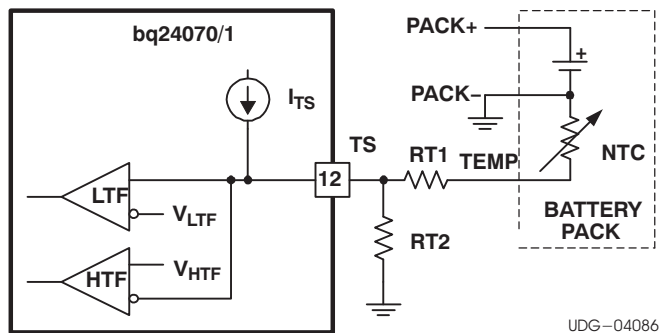 bq24070/1
PACK+
+
I_TS
PACK−
TS
RT1
TEMP
NTC
12
LTF
V_LTF
BATTERY
PACK
RT2
HTF
V_HTF
UDG−04086